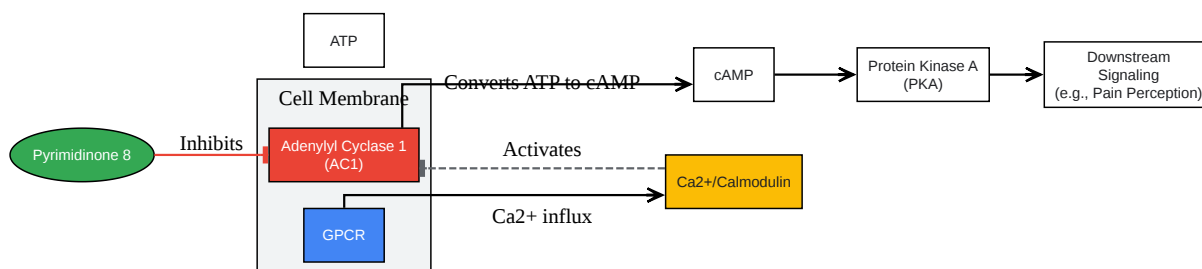 ATP
Cell Membrane
Converts ATP to cAMP
cAMP
Protein Kinase A
(PKA)
Downstream
Signaling
(e.g., Pain Perception)
Pyrimidinone 8
Inhibits
Adenylyl Cyclase 1
(AC1)
Activates
Ca2+/Calmodulin
Ca2+ influx
GPCR